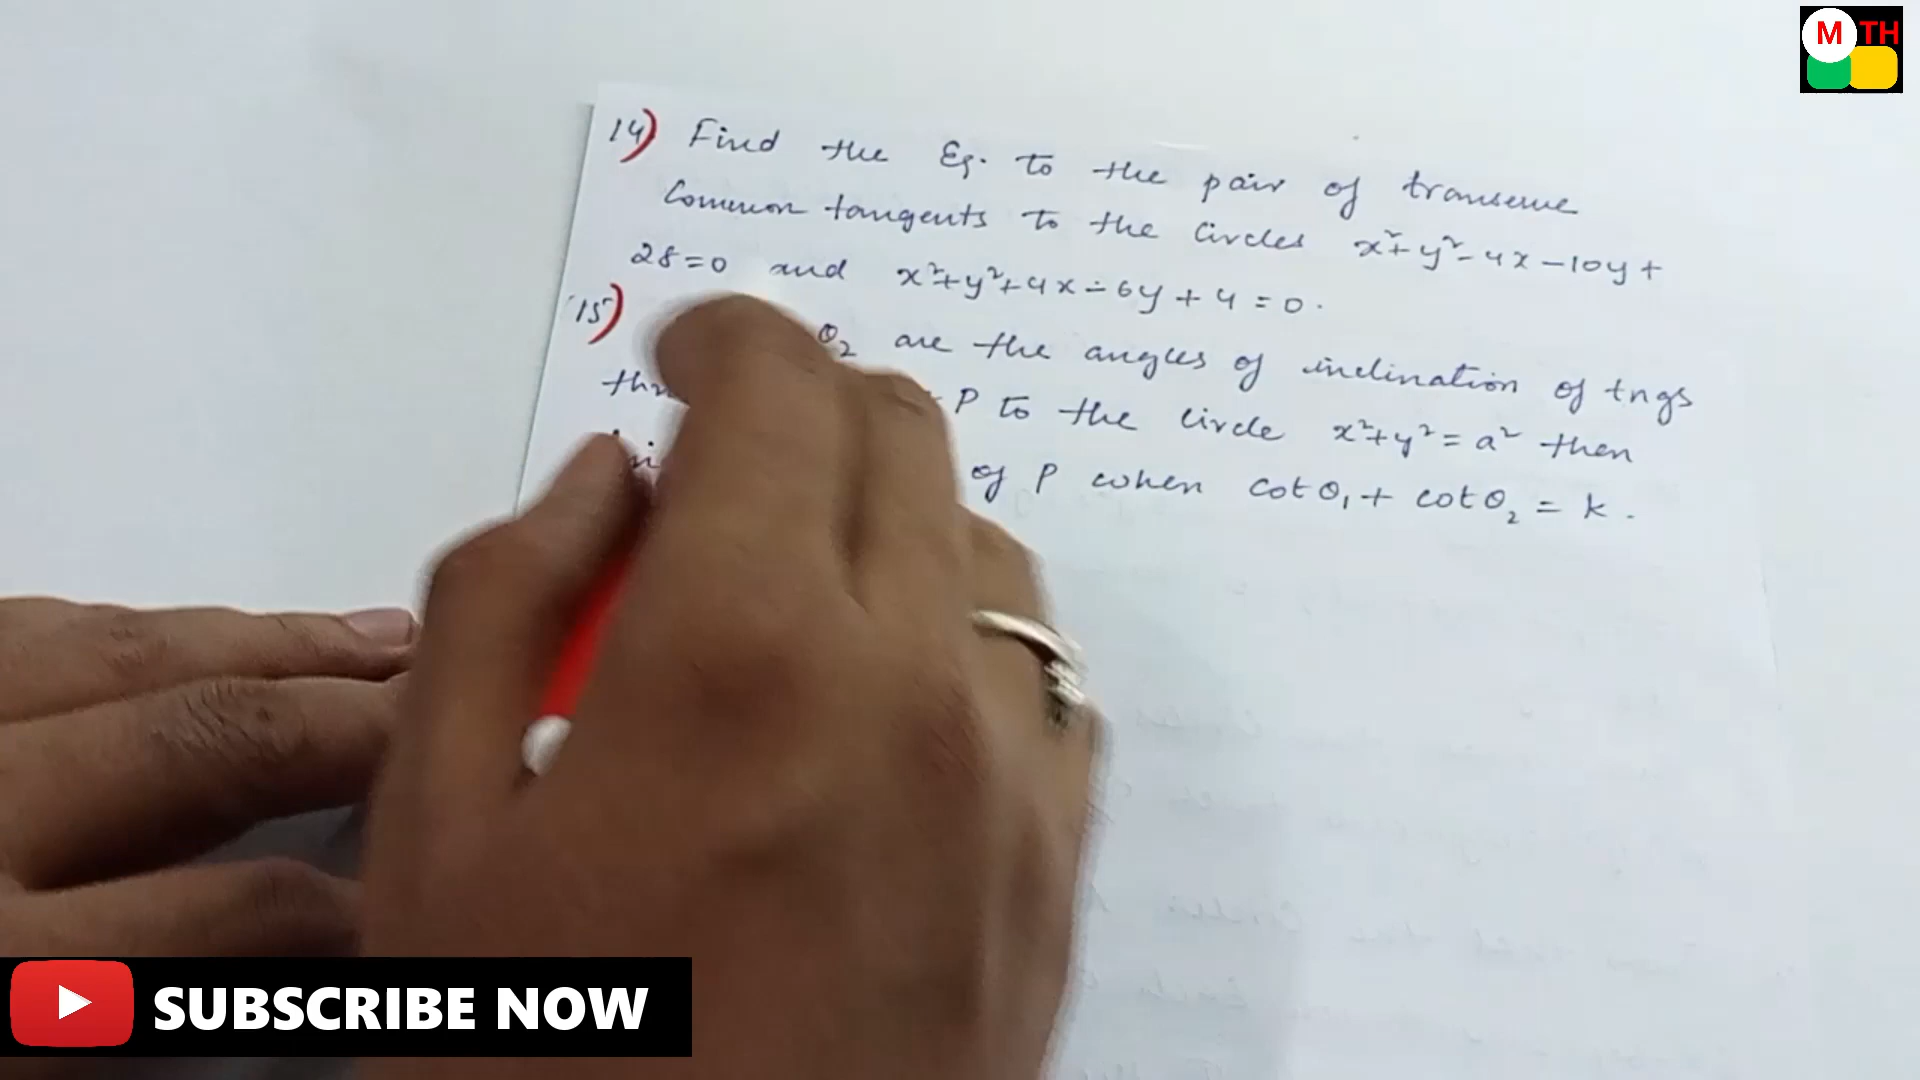 M TH
14) Find the Eq. to the pair of transerve
Common tangents to the circles x²+y²-4x-10y+
28=0 and x²+y²+4x-6y+4=0.
15) θ₂ are the angles of inclination of tngs
P to the circle x²+y²=a² then
of P when cotθ₁+ cotθ₂ = k.
SUBSCRIBE NOW